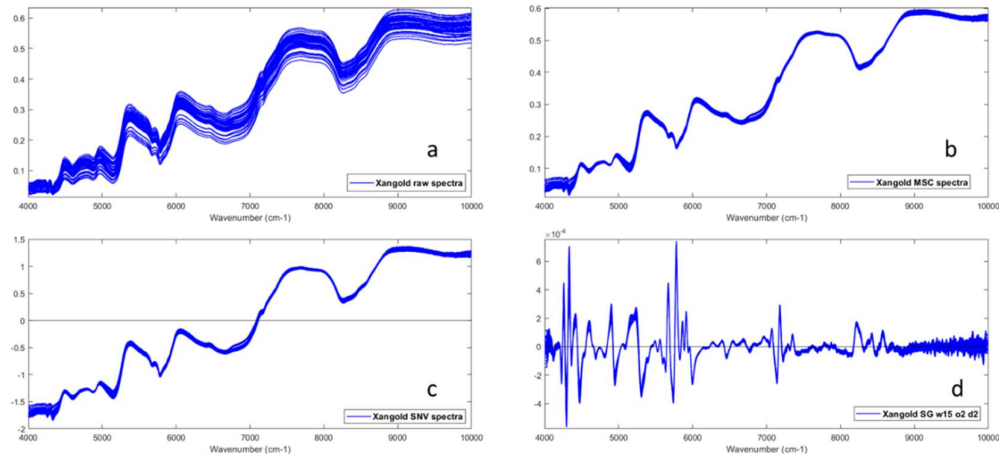 0.6
0.5
0.4
0.3
0.2
0.1
a
Xangold raw spectra
4000 5000 6000 7000 8000 9000 10000
Wavenumber (cm-1)
0.6
0.5
0.4
0.3
0.2
0.1
b
Xangold MSC spectra
4000 5000 6000 7000 8000 9000 10000
Wavenumber (cm-1)
1.5
1
0.5
0
-0.5
-1
-1.5
-2
c
Xangold SNV spectra
4000 5000 6000 7000 8000 9000 10000
Wavenumber (cm-1)
×10-4
6
4
2
0
-2
-4
d
Xangold SG w15 o2 d2
4000 5000 6000 7000 8000 9000 10000
Wavenumber (cm-1)